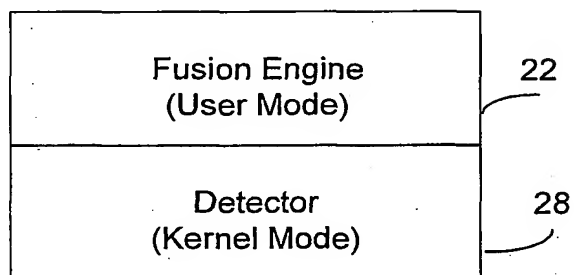 Fusion Engine
(User Mode)
22
Detector
(Kernel Mode)
28